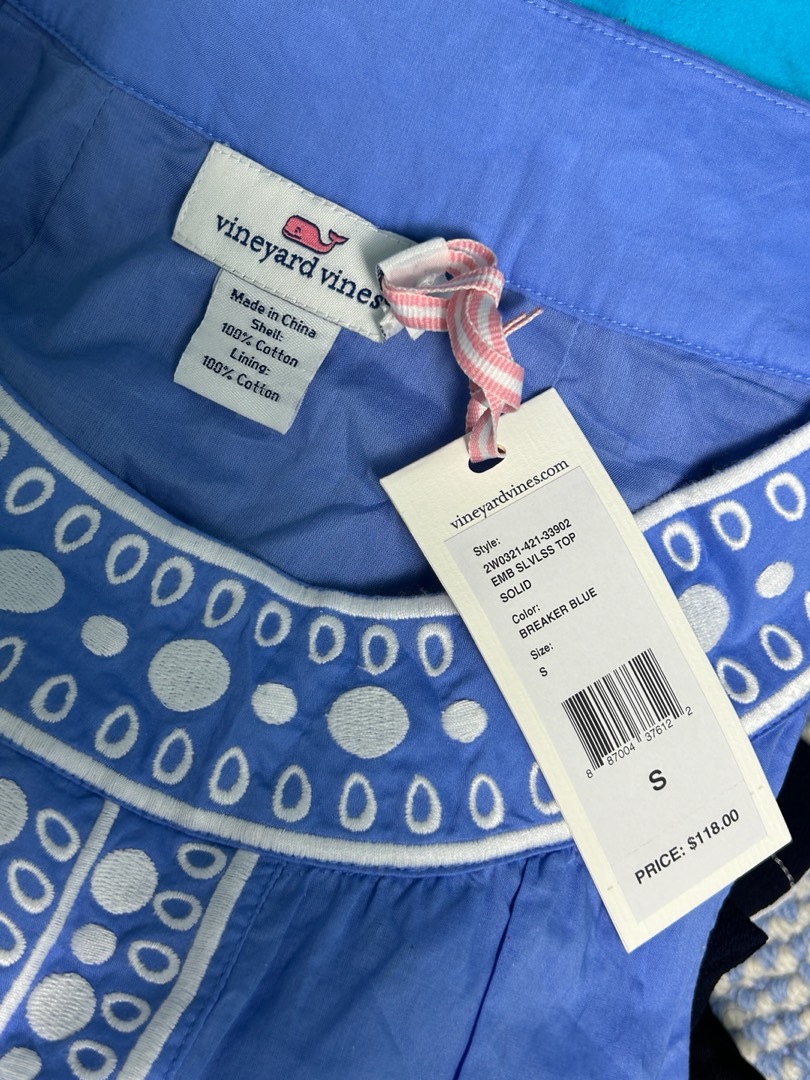 vineyard vines
Made in China
Shell:
100% Cotton
Lining:
100% Cotton
vineyardvines.com
Style:
2W0321-421-33902
EMB SLVLSS TOP
SOLID
Color:
BREAKER BLUE
Size:
S
8 87004 37612 2
S
PRICE: $118.00